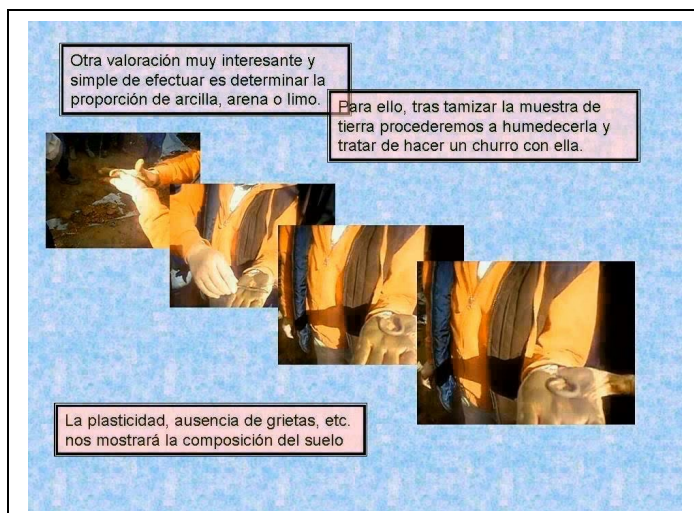 Otra valoración muy interesante y
simple de efectuar es determinar la
proporción de arcilla, arena o limo.
Para ello, tras tamizar la muestra de
tierra procederemos a humedecerla y
tratar de hacer un churro con ella.
La plasticidad, ausencia de grietas, etc.
nos mostrará la composición del suelo